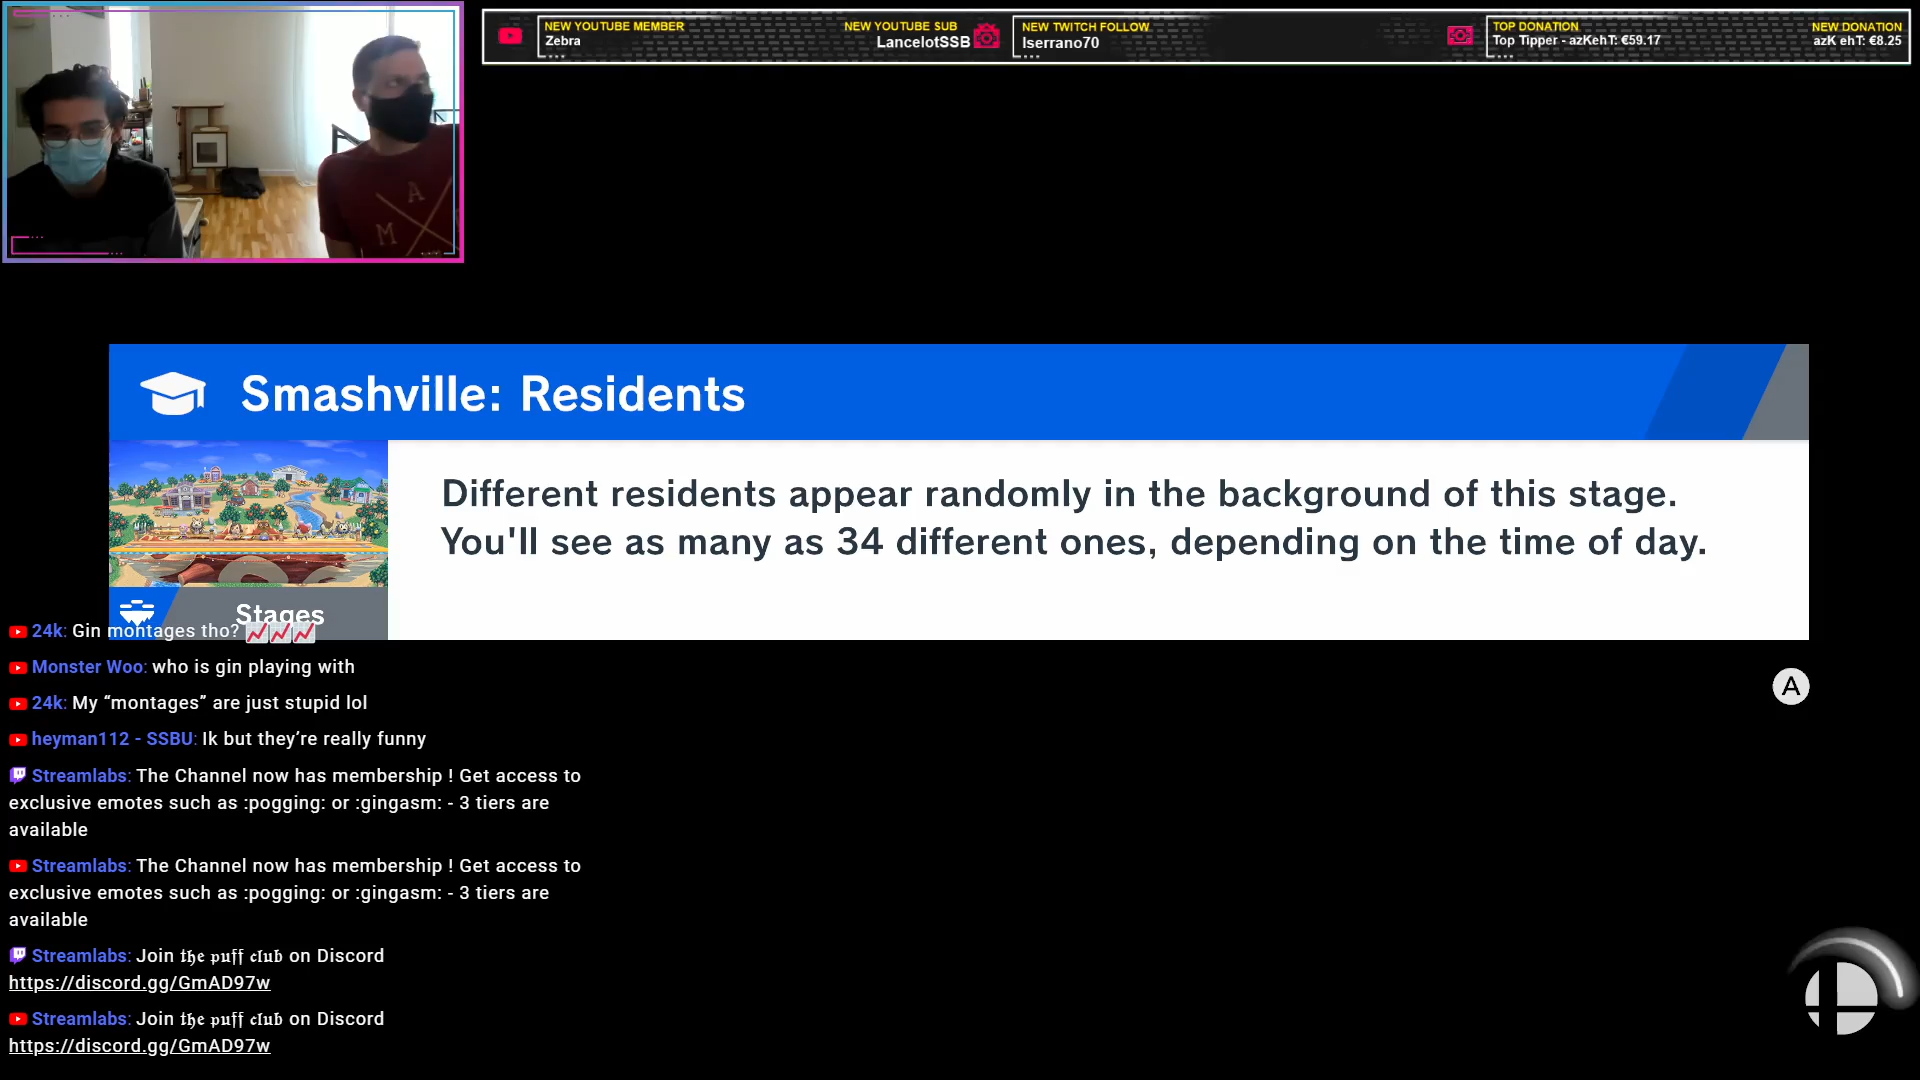 NEW YOUTUBE MEMBER
Zebra
NEW YOUTUBE SUB
LancelotSSB
NEW TWITCH FOLLOW
lserrano70
TOP DONATION
Top Tipper - azKehT: €59.17
NEW DONATION
azK ehT: €8.25
A
M
Smashville: Residents
Different residents appear randomly in the background of this stage.
You'll see as many as 34 different ones, depending on the time of day.
Stages
A
24k: Gin montages tho? 📈📈📈
Monster Woo: who is gin playing with
24k: My “montages” are just stupid lol
heyman112 - SSBU: Ik but they’re really funny
Streamlabs: The Channel now has membership ! Get access to
exclusive emotes such as :pogging: or :gingasm: - 3 tiers are
available
Streamlabs: The Channel now has membership ! Get access to
exclusive emotes such as :pogging: or :gingasm: - 3 tiers are
available
Streamlabs: Join 𝔱𝔥𝔢 𝔭𝔲𝔣𝔣 𝔠𝔩𝔲𝔟 on Discord
https://discord.gg/GmAD97w
Streamlabs: Join 𝔱𝔥𝔢 𝔭𝔲𝔣𝔣 𝔠𝔩𝔲𝔟 on Discord
https://discord.gg/GmAD97w